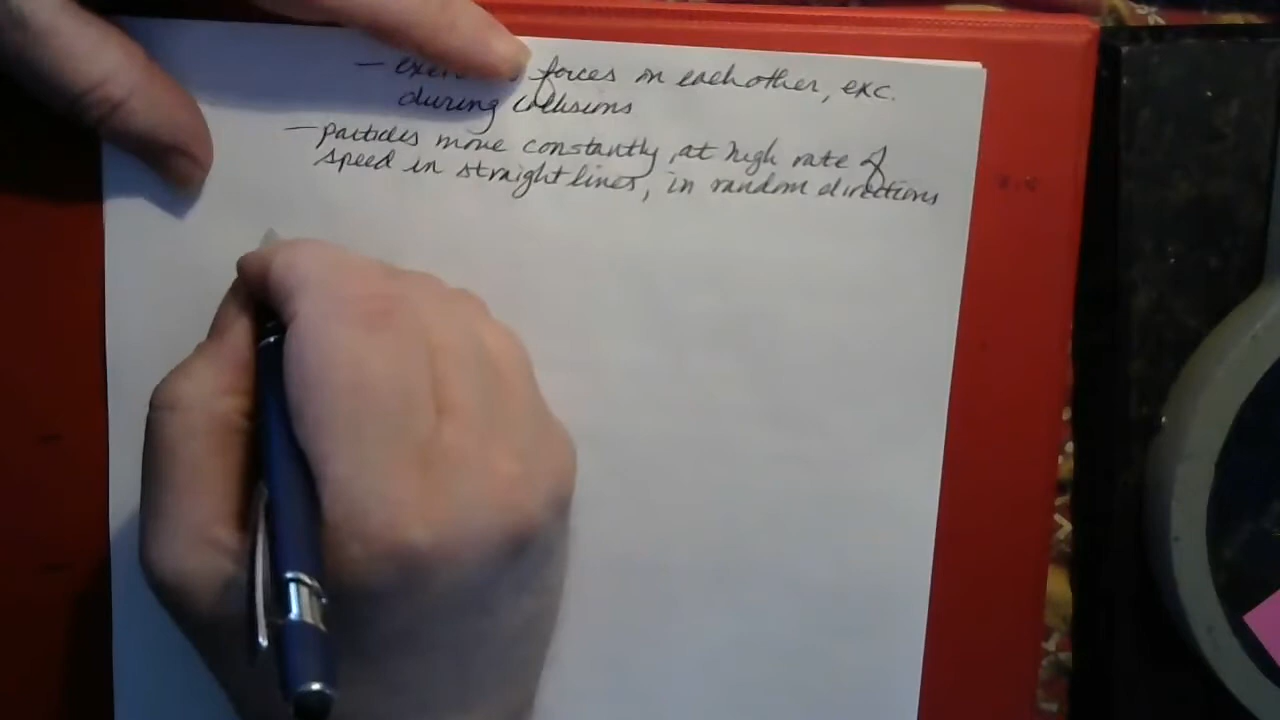 — forces on eachother, exc.
during collisions
— particles move constantly, at high rate of
speed in straight lines, in random directions